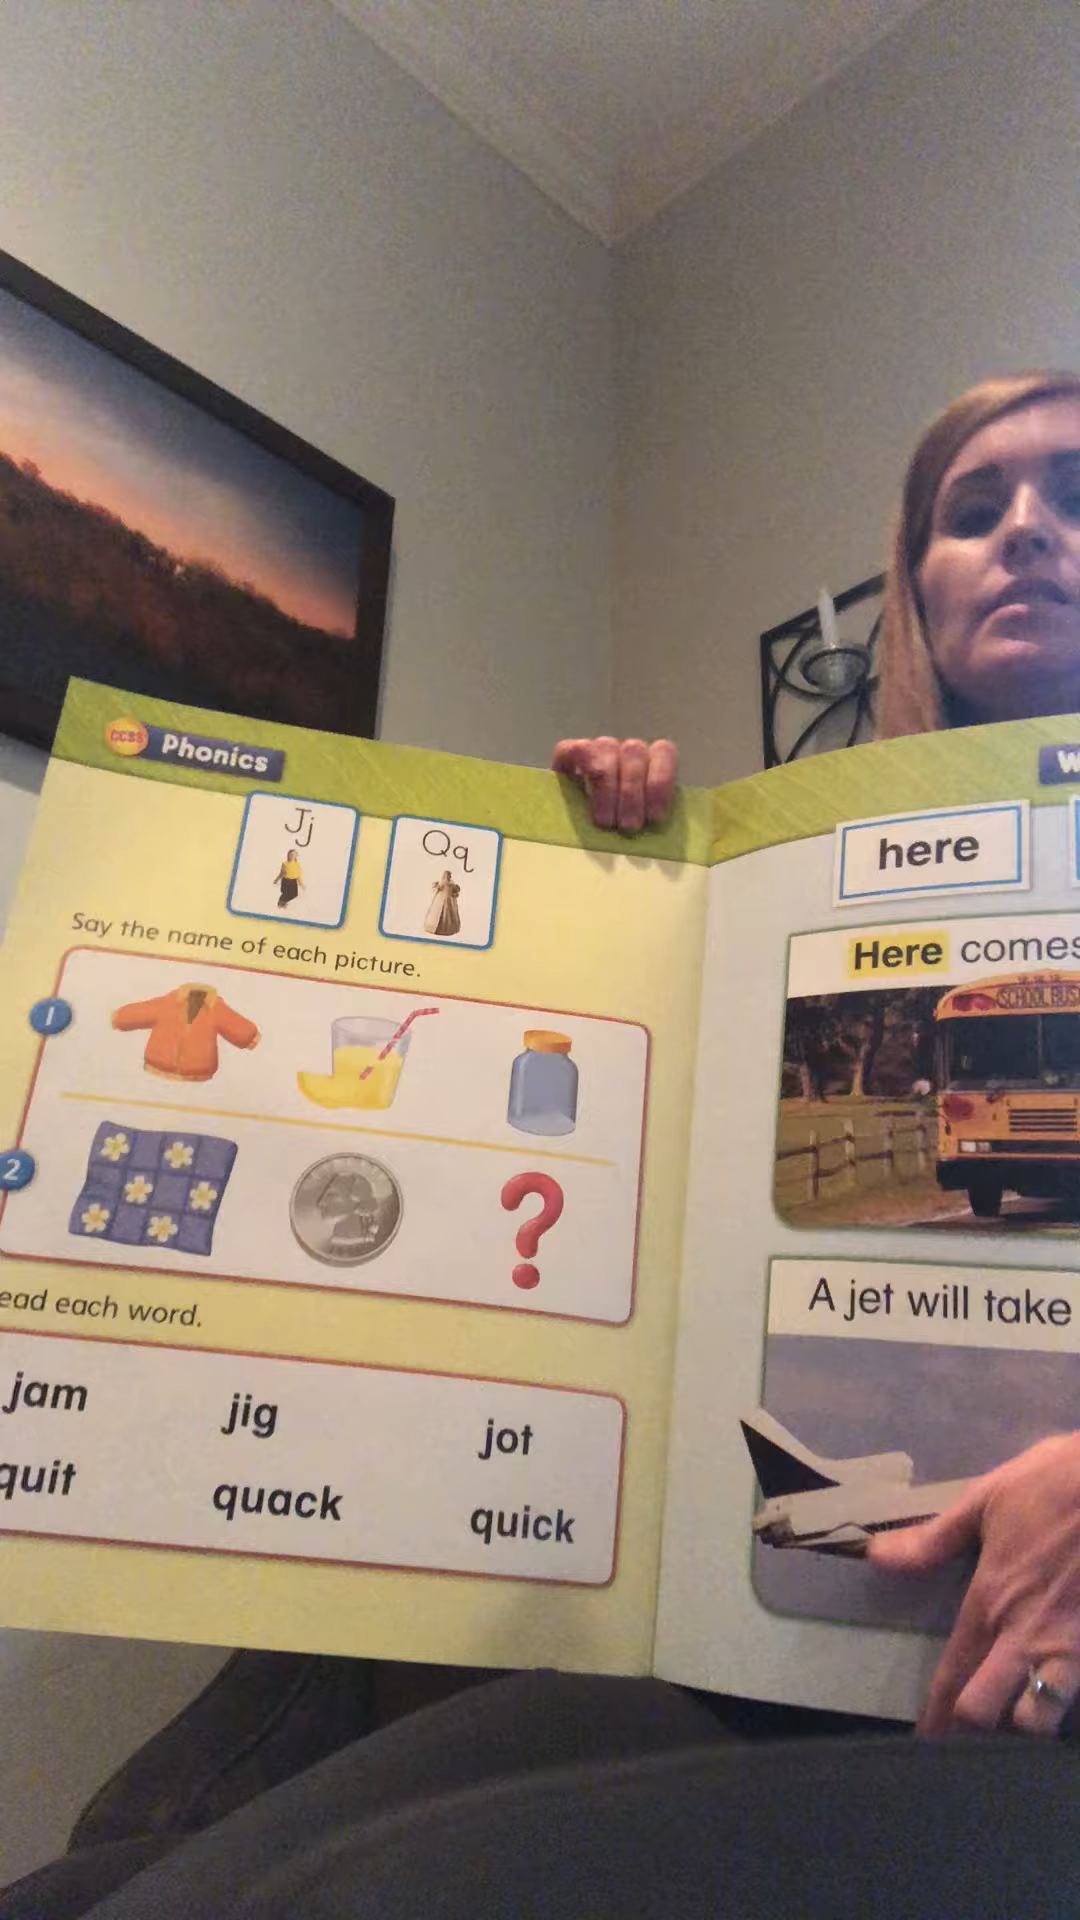 CCSS Phonics
Jj
Qq
Say the name of each picture.
1
2
ead each word.
jam jig jot
quit quack quick
W
here
Here comes
SCHOOL BUS
A jet will take